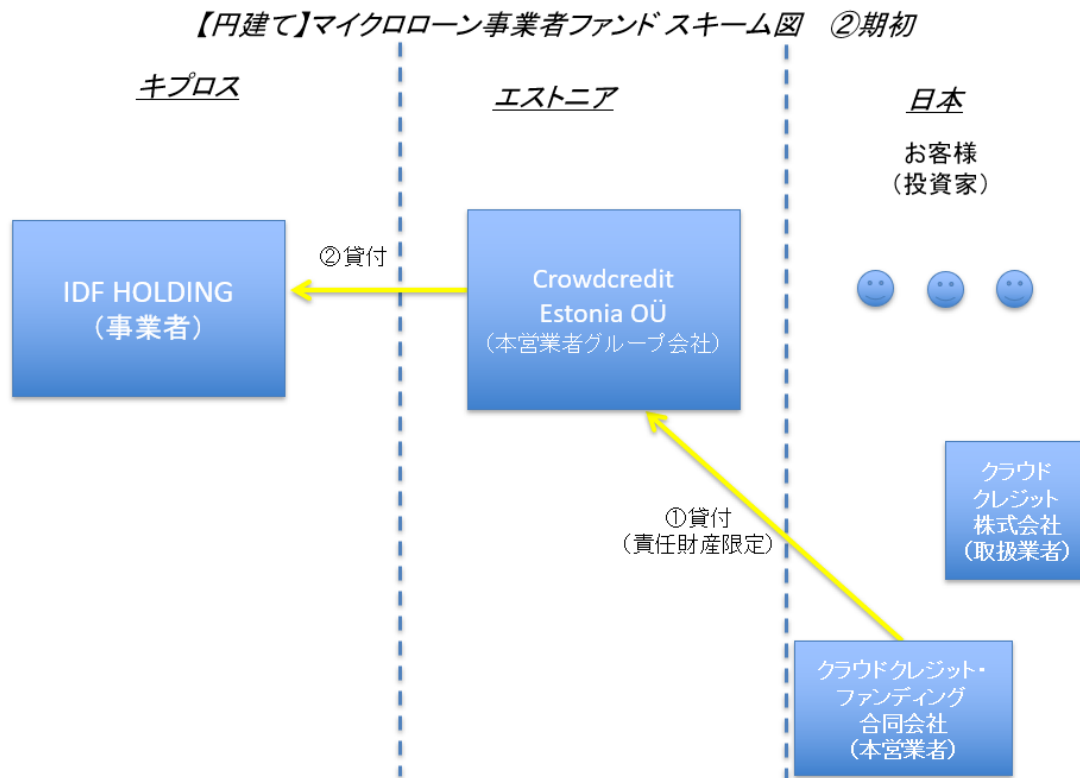 【円建て】マイクロローン事業者ファンド スキーム図　②期初
キプロス
エストニア
日本
お客様
（投資家）
IDF HOLDING
（事業者）
②貸付
Crowdcredit
Estonia OÜ
（本営業者グループ会社）
①貸付
（責任財産限定）
クラウド
クレジット
株式会社
（取扱業者）
クラウドクレジット・
ファンディング
合同会社
（本営業者）